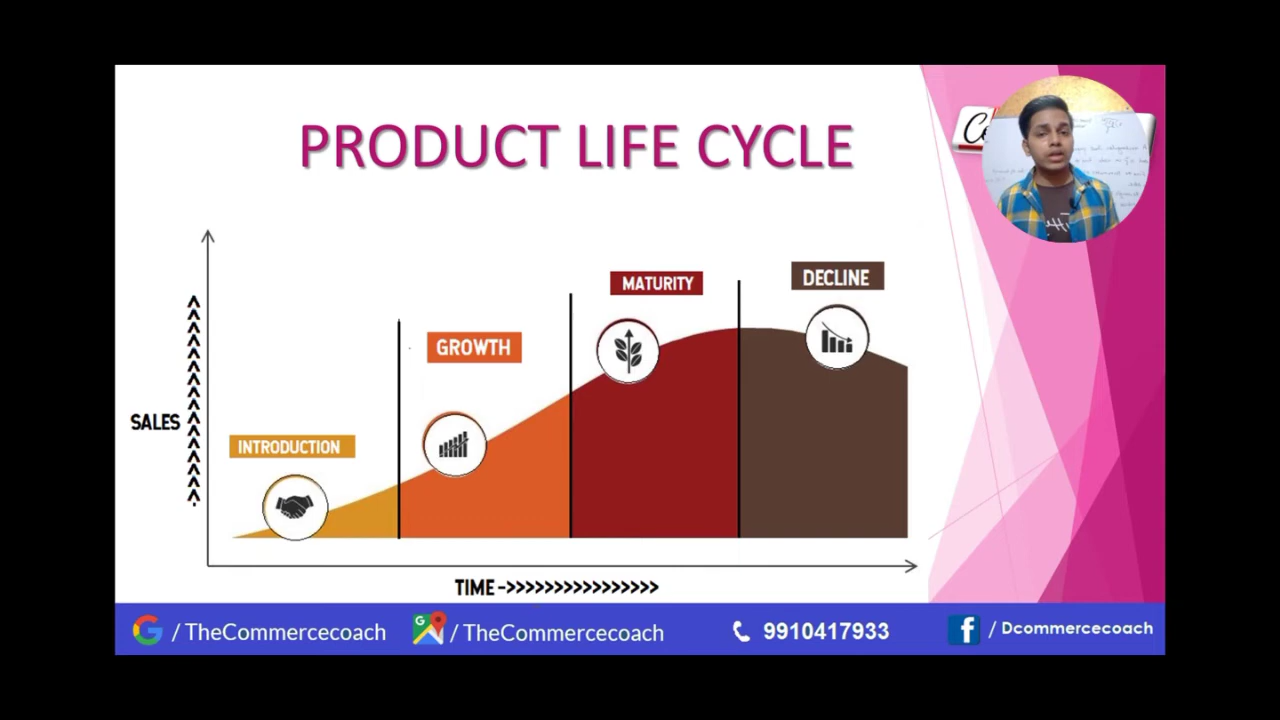 PRODUCT LIFE CYCLE
MATURITY
DECLINE
GROWTH
SALES
INTRODUCTION
TIME ->>>>>>>>>>>>>>>>
/ TheCommercecoach
/ TheCommercecoach
9910417933
/ Dcommercecoach